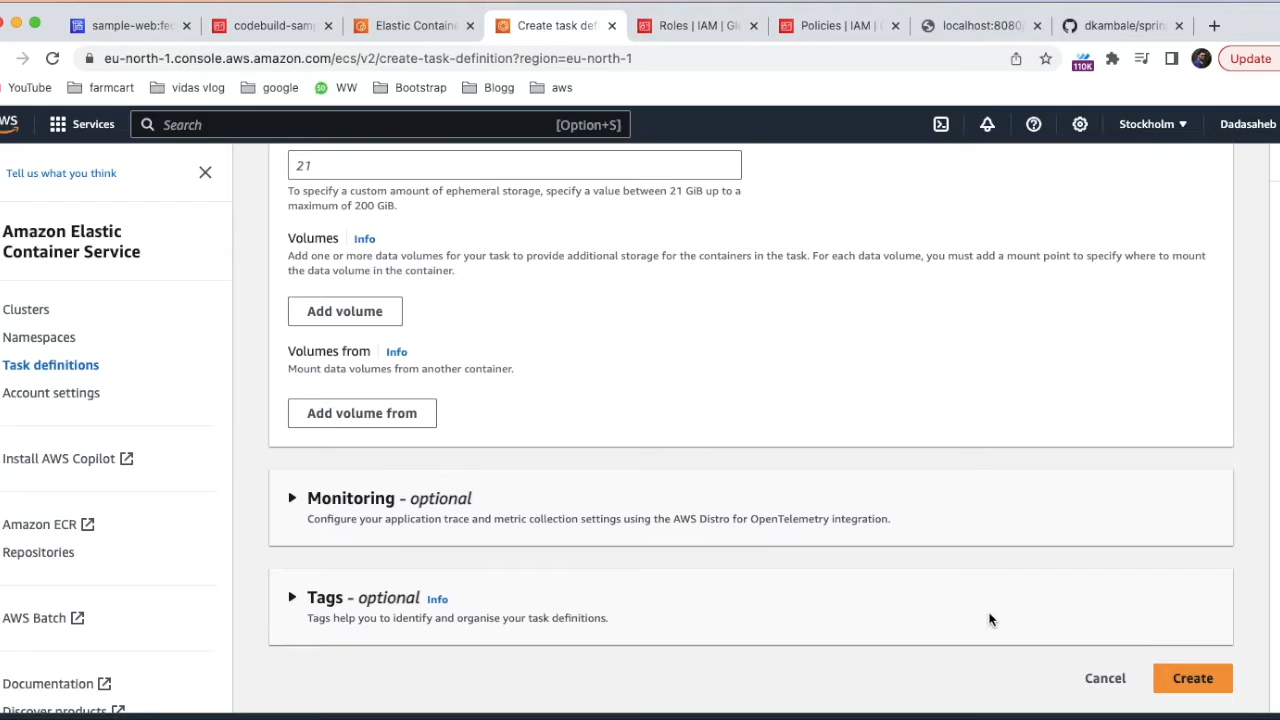 sample-web:fec
codebuild-sam
Elastic Containe
Create task def
Roles | IAM | Gl
Policies | IAM |
localhost:8080/
dkambale/sprin
eu-north-1.console.aws.amazon.com/ecs/v2/create-task-definition?region=eu-north-1
110K
Update
YouTube
farmcart
vidas vlog
google
WW
Bootstrap
Blogg
aws
Services
Search
[Option+S]
Stockholm
Dadasaheb
Tell us what you think
Amazon Elastic
Container Service
Clusters
Namespaces
Task definitions
Account settings
Install AWS Copilot
Amazon ECR
Repositories
AWS Batch
Documentation
Discover products
21
To specify a custom amount of ephemeral storage, specify a value between 21 GiB up to a
maximum of 200 GiB.
Volumes Info
Add one or more data volumes for your task to provide additional storage for the containers in the task. For each data volume, you must add a mount point to specify where to mount
the data volume in the container.
Add volume
Volumes from Info
Mount data volumes from another container.
Add volume from
Monitoring - optional
Configure your application trace and metric collection settings using the AWS Distro for OpenTelemetry integration.
Tags - optional Info
Tags help you to identify and organise your task definitions.
Cancel
Create